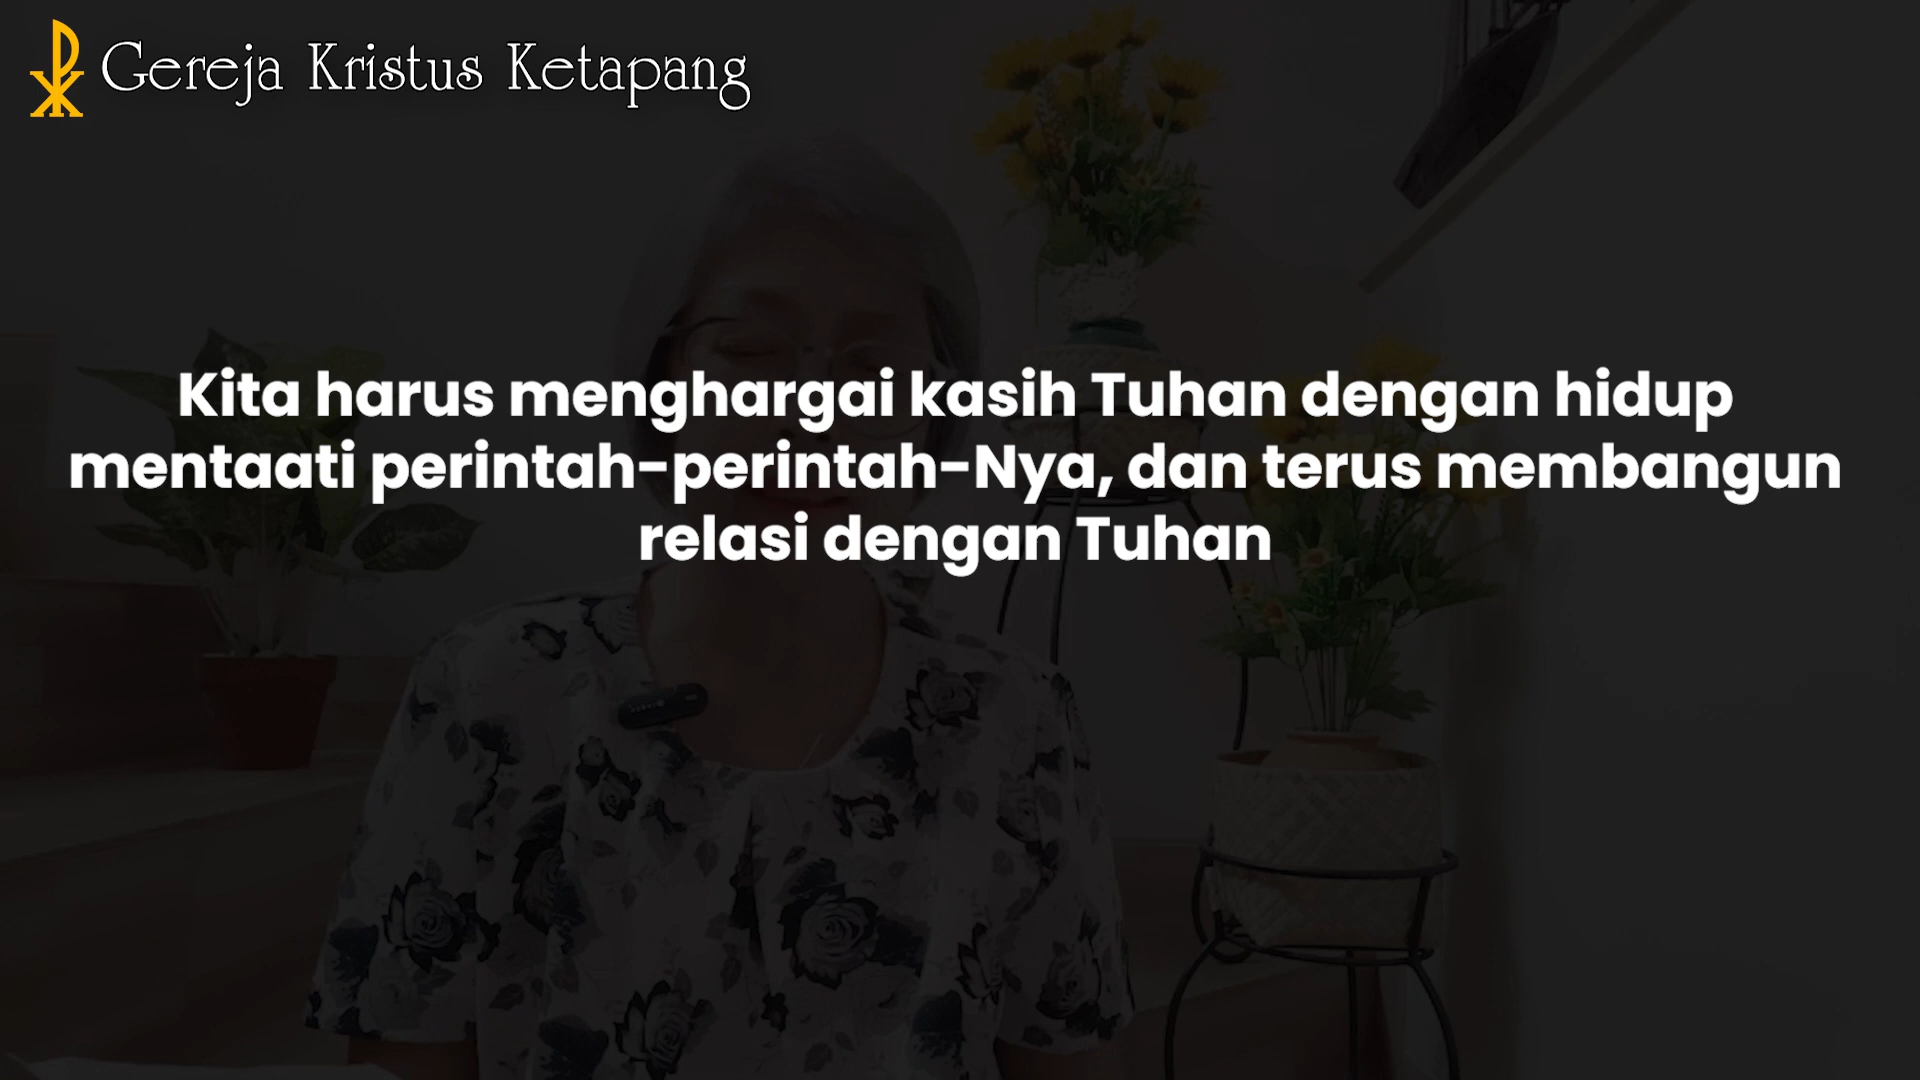 Gereja Kristus Ketapang
Kita harus menghargai kasih Tuhan dengan hidup
mentaati perintah-perintah-Nya, dan terus membangun
relasi dengan Tuhan